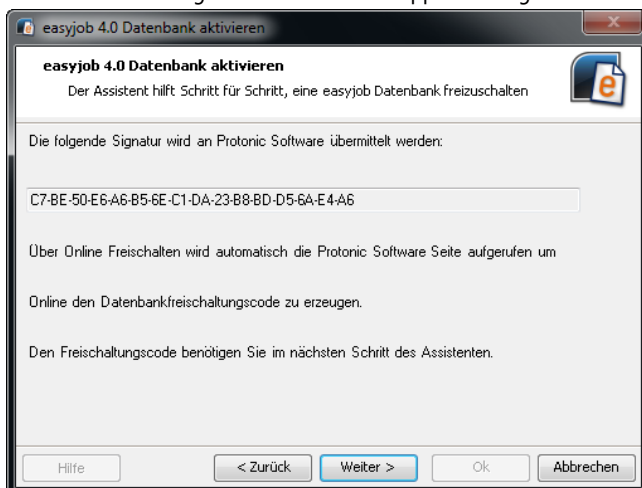 easyjob 4.0 Datenbank aktivieren
easyjob 4.0 Datenbank aktivieren
Der Assistent hilft Schritt für Schritt, eine easyjob Datenbank freizuschalten
Die folgende Signatur wird an Protonic Software übermittelt werden:
C7-BE-50-E6-A6-B5-6E-C1-DA-23-B8-BD-D5-6A-E4-A6
Über Online Freischalten wird automatisch die Protonic Software Seite aufgerufen um
Online den Datenbankfreischaltungscode zu erzeugen.
Den Freischaltungscode benötigen Sie im nächsten Schritt des Assistenten.
Hilfe < Zurück Weiter > Ok Abbrechen